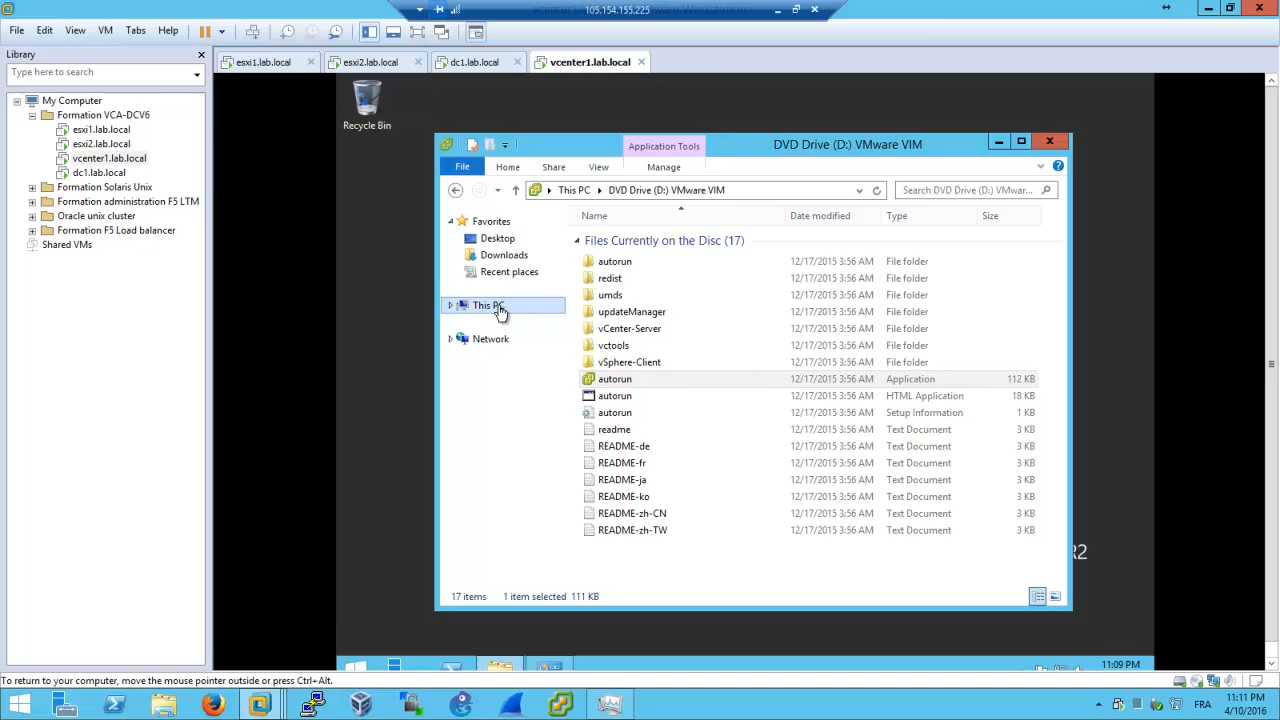 105.154.155.225
File Edit View VM Tabs Help
Library
Type here to search
My Computer
Formation VCA-DCV6
esxi1.lab.local
esxi2.lab.local
vcenter1.lab.local
dc1.lab.local
Formation Solaris Unix
Formation administration F5 LTM
Oracle unix cluster
Formation F5 Load balancer
Shared VMs
esxi1.lab.local esxi2.lab.local dc1.lab.local vcenter1.lab.local
Recycle Bin
Application Tools DVD Drive (D:) VMware VIM
File Home Share View Manage
This PC DVD Drive (D:) VMware VIM Search DVD Drive (D:) VMwar...
Favorites
Desktop
Downloads
Recent places
This PC
Network
Name Date modified Type Size
Files Currently on the Disc (17)
autorun 12/17/2015 3:56 AM File folder
redist 12/17/2015 3:56 AM File folder
umds 12/17/2015 3:56 AM File folder
updateManager 12/17/2015 3:56 AM File folder
vCenter-Server 12/17/2015 3:56 AM File folder
vctools 12/17/2015 3:56 AM File folder
vSphere-Client 12/17/2015 3:56 AM File folder
autorun 12/17/2015 3:56 AM Application 112 KB
autorun 12/17/2015 3:56 AM HTML Application 18 KB
autorun 12/17/2015 3:56 AM Setup Information 1 KB
readme 12/17/2015 3:56 AM Text Document 3 KB
README-de 12/17/2015 3:56 AM Text Document 3 KB
README-fr 12/17/2015 3:56 AM Text Document 3 KB
README-ja 12/17/2015 3:56 AM Text Document 3 KB
README-ko 12/17/2015 3:56 AM Text Document 3 KB
README-zh-CN 12/17/2015 3:56 AM Text Document 3 KB
README-zh-TW 12/17/2015 3:56 AM Text Document 3 KB
R2
17 items 1 item selected 111 KB
11:09 PM
To return to your computer, move the mouse pointer outside or press Ctrl+Alt.
FRA
11:11 PM
4/10/2016